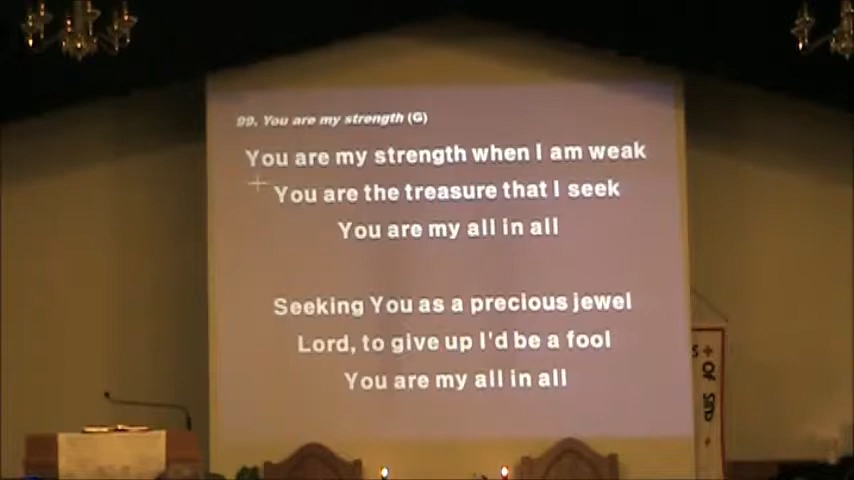 99. You are my strength (G)
You are my strength when I am weak
You are the treasure that I seek
You are my all in all
Seeking You as a precious jewel
Lord, to give up I'd be a fool
You are my all in all
OF